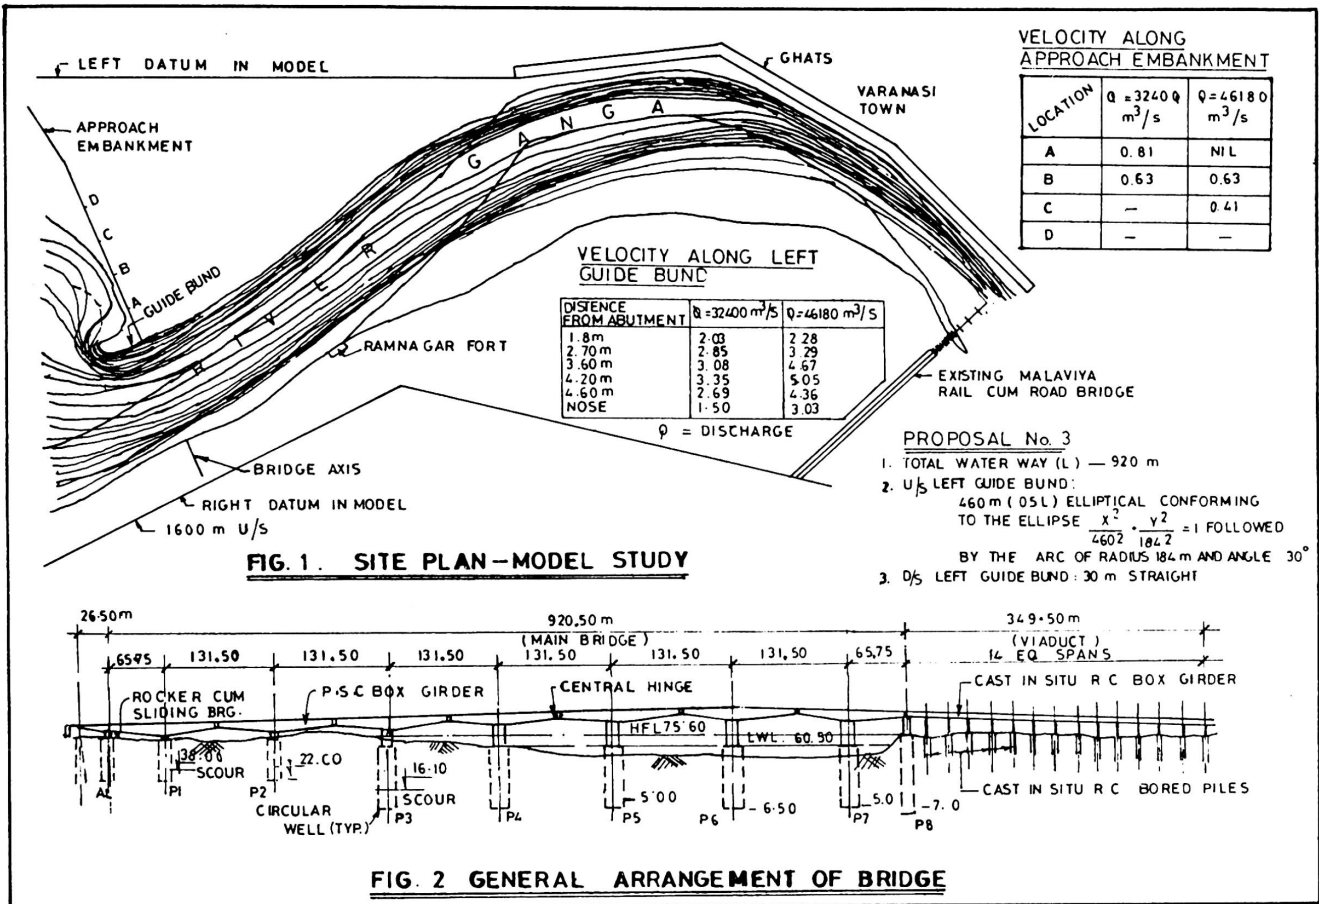 LEFT DATUM IN MODEL
APPROACH
EMBANKMENT
D
C
B
A
GUIDE BUND
RIVER
GANGA
GHATS
VARANASI
TOWN
VELOCITY ALONG
APPROACH EMBANKMENT
LOCATION
Q = 32400 m³/s
Q = 46180 m³/s
A 0.81 NIL
B 0.63 0.63
C — 0.41
D — —
VELOCITY ALONG LEFT
GUIDE BUND
DISTENCE FROM ABUTMENT Q = 32400 m³/S Q = 46180 m³/S
1.8m 2.03 2.28
2.70m 2.85 3.29
3.60m 3.08 4.67
4.20m 3.35 5.05
4.60m 2.69 4.36
NOSE 1.50 3.03
Q = DISCHARGE
RAMNAGAR FORT
EXISTING MALAVIYA
RAIL CUM ROAD BRIDGE
BRIDGE AXIS
RIGHT DATUM IN MODEL
1600 m U/S
PROPOSAL No. 3
1. TOTAL WATER WAY (L) — 920 m
2. U/S LEFT GUIDE BUND:
460 m (05L) ELLIPTICAL CONFORMING
TO THE ELLIPSE X²/460² + Y²/184² = 1 FOLLOWED
BY THE ARC OF RADIUS 184 m AND ANGLE 30°
3. D/S LEFT GUIDE BUND: 30 m STRAIGHT
FIG. 1. SITE PLAN-MODEL STUDY
26.50m
920.50 m
(MAIN BRIDGE)
349.50 m
(VIADUCT)
14 EQ SPANS
65.75 131.50 131.50 131.50 131.50 131.50 131.50 65.75
ROCKER CUM
SLIDING BRG.
P.S.C BOX GIRDER
CENTRAL HINGE
CAST IN SITU R C BOX GIRDER
HFL 75.60
LWL. 60.90
38.00
SCOUR
22.00
16.10
SCOUR
CIRCULAR
WELL (TYP.)
P1
P2
P3
P4
5.00
P5
P6
-6.50
-5.0
P7
-7.0
P8
CAST IN SITU R C BORED PILES
FIG. 2 GENERAL ARRANGEMENT OF BRIDGE